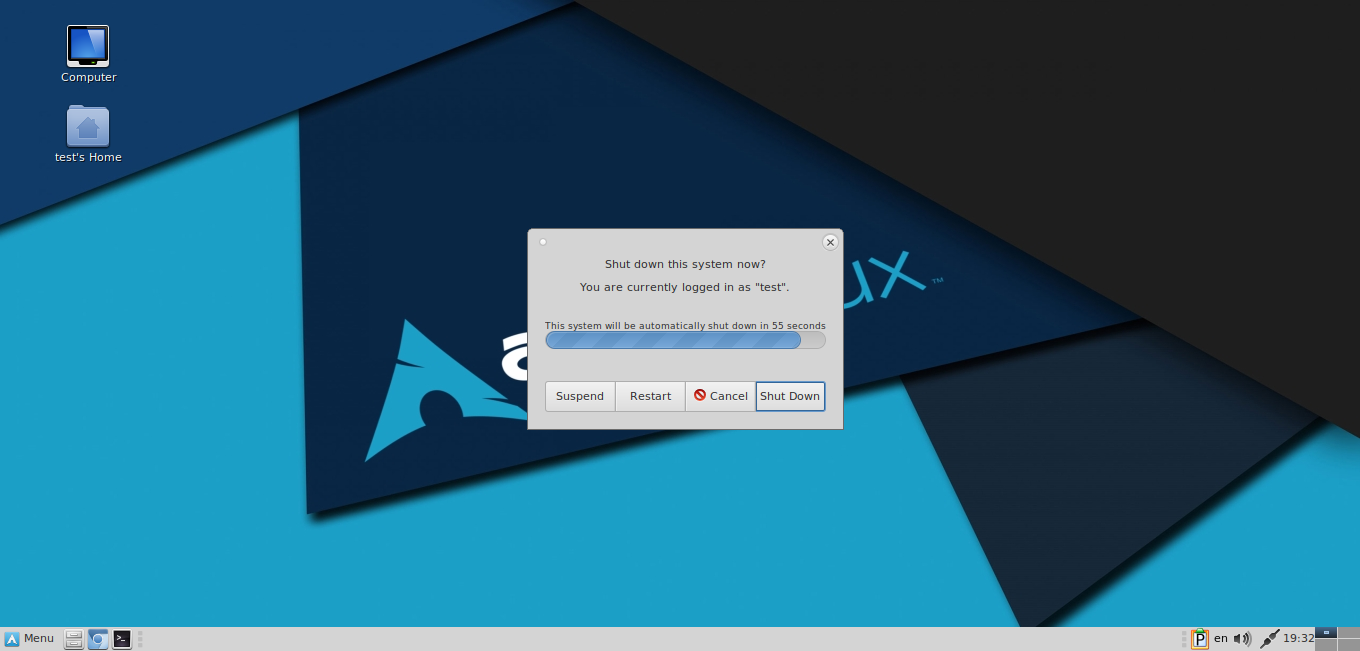 Computer
test's Home
Shut down this system now?
You are currently logged in as "test".
This system will be automatically shut down in 55 seconds
Suspend
Restart
Cancel
Shut Down
a
ux™
Menu
>_
P
en
19:32